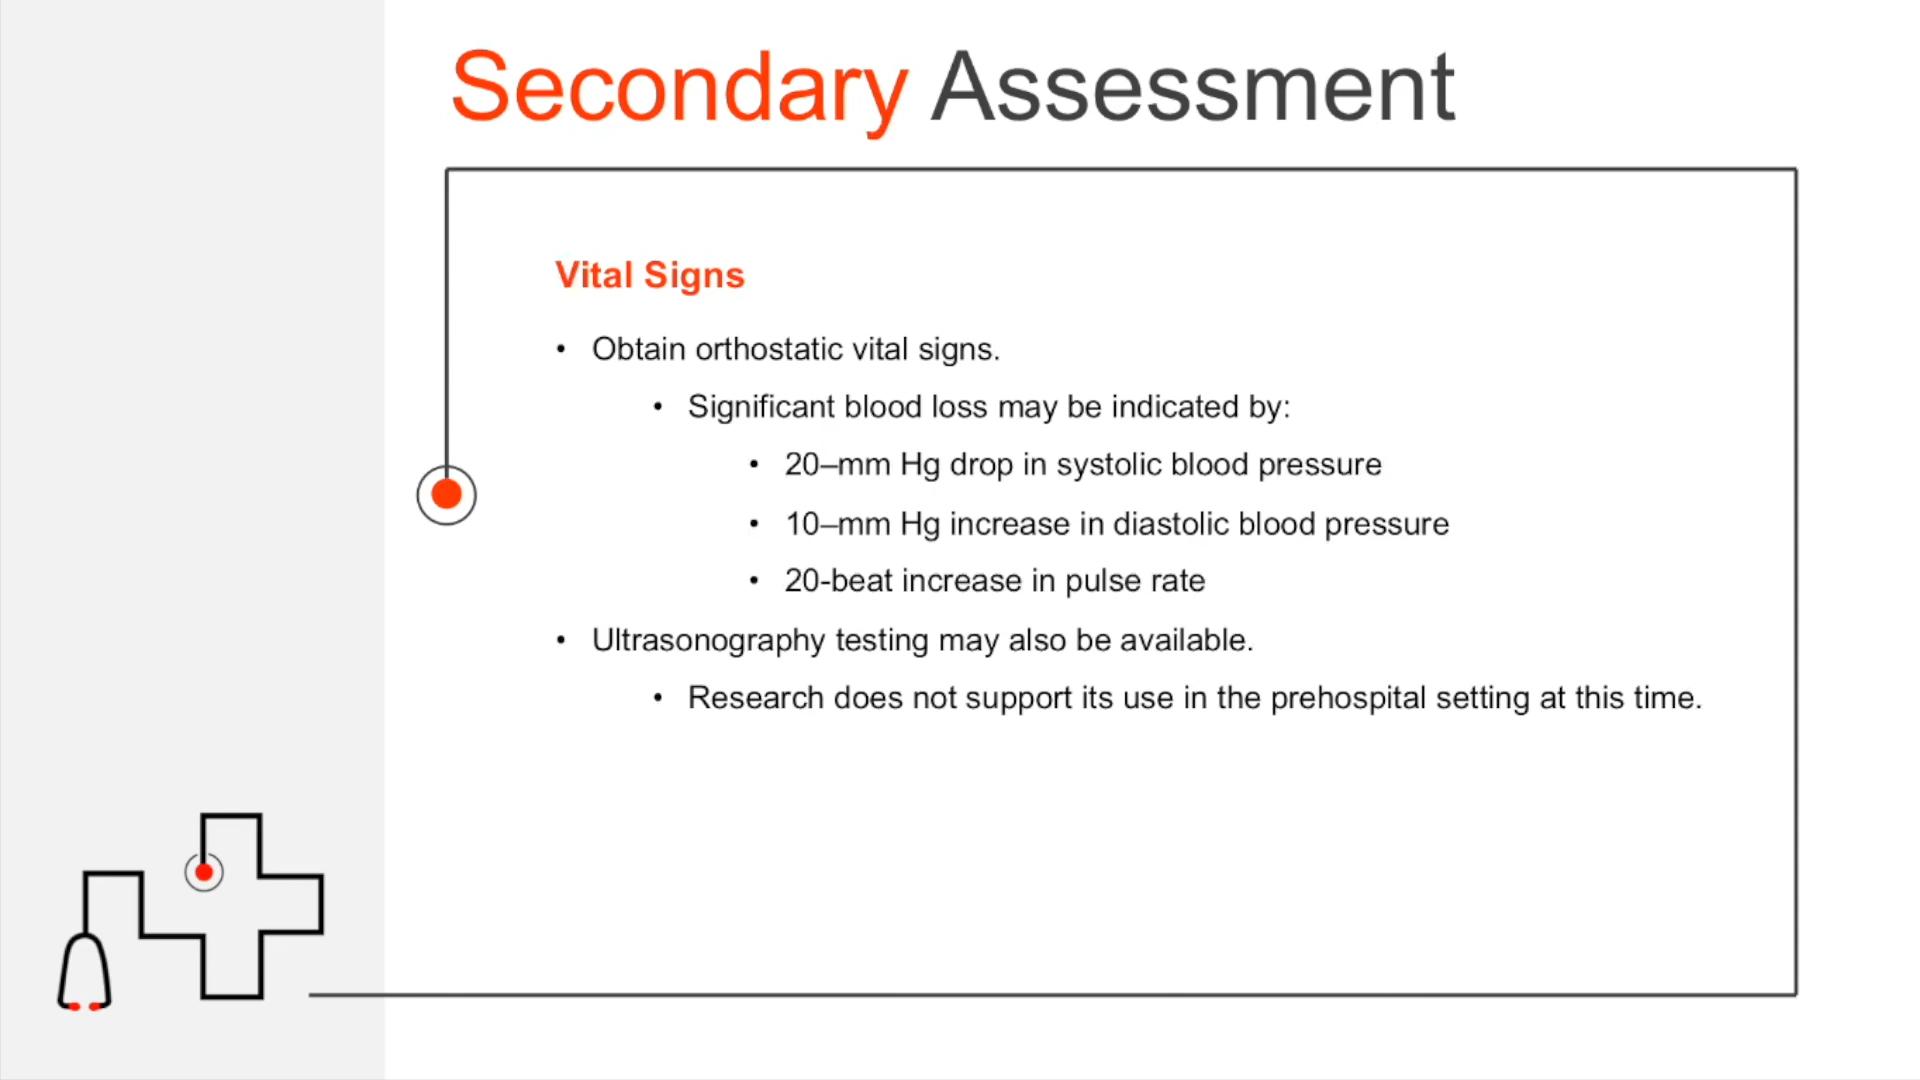 Secondary Assessment
Vital Signs
• Obtain orthostatic vital signs.
• Significant blood loss may be indicated by:
• 20–mm Hg drop in systolic blood pressure
• 10–mm Hg increase in diastolic blood pressure
• 20-beat increase in pulse rate
• Ultrasonography testing may also be available.
• Research does not support its use in the prehospital setting at this time.